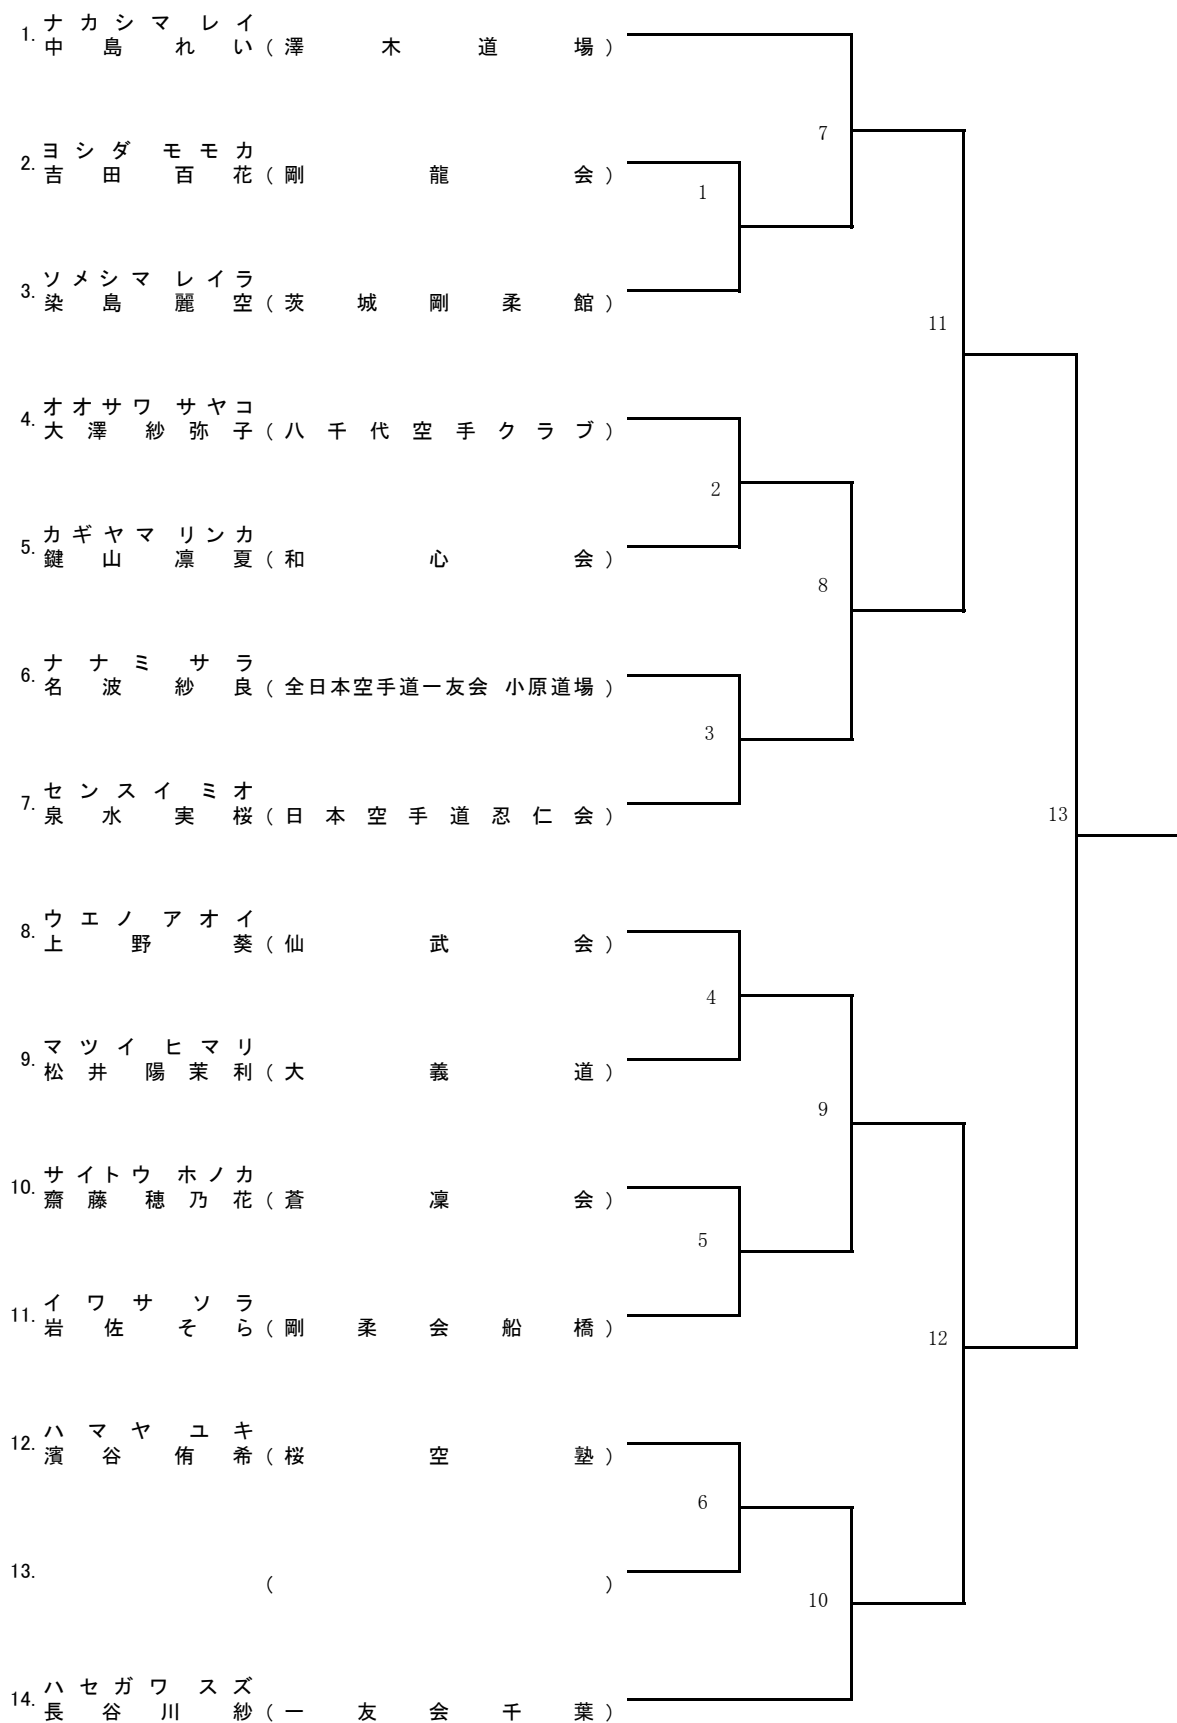 ナカシマ レイ
1. 中島れい (澤木道場)
7
ヨシダ モモカ
2. 吉田百花 (剛龍会)
1
ソメシマ レイラ
3. 染島麗空 (茨城剛柔館)
11
オオサワ サヤコ
4. 大澤紗弥子 (八千代空手クラブ)
2
カギヤマ リンカ
5. 鍵山凛夏 (和心会)
8
ナナミ サラ
6. 名波紗良 (全日本空手道一友会 小原道場)
3
センスイ ミオ
7. 泉水実桜 (日本空手道忍仁会)
13
ウエノ アオイ
8. 上野葵 (仙武会)
4
マツイ ヒマリ
9. 松井陽茉利 (大義道)
9
サイトウ ホノカ
10. 齋藤穂乃花 (蒼凜会)
5
イワサ ソラ
11. 岩佐そら (剛柔会船橋)
12
ハマヤ ユキ
12. 濱谷侑希 (桜空塾)
6
13. ( )
10
ハセガワ スズ
14. 長谷川紗 (一友会千葉)